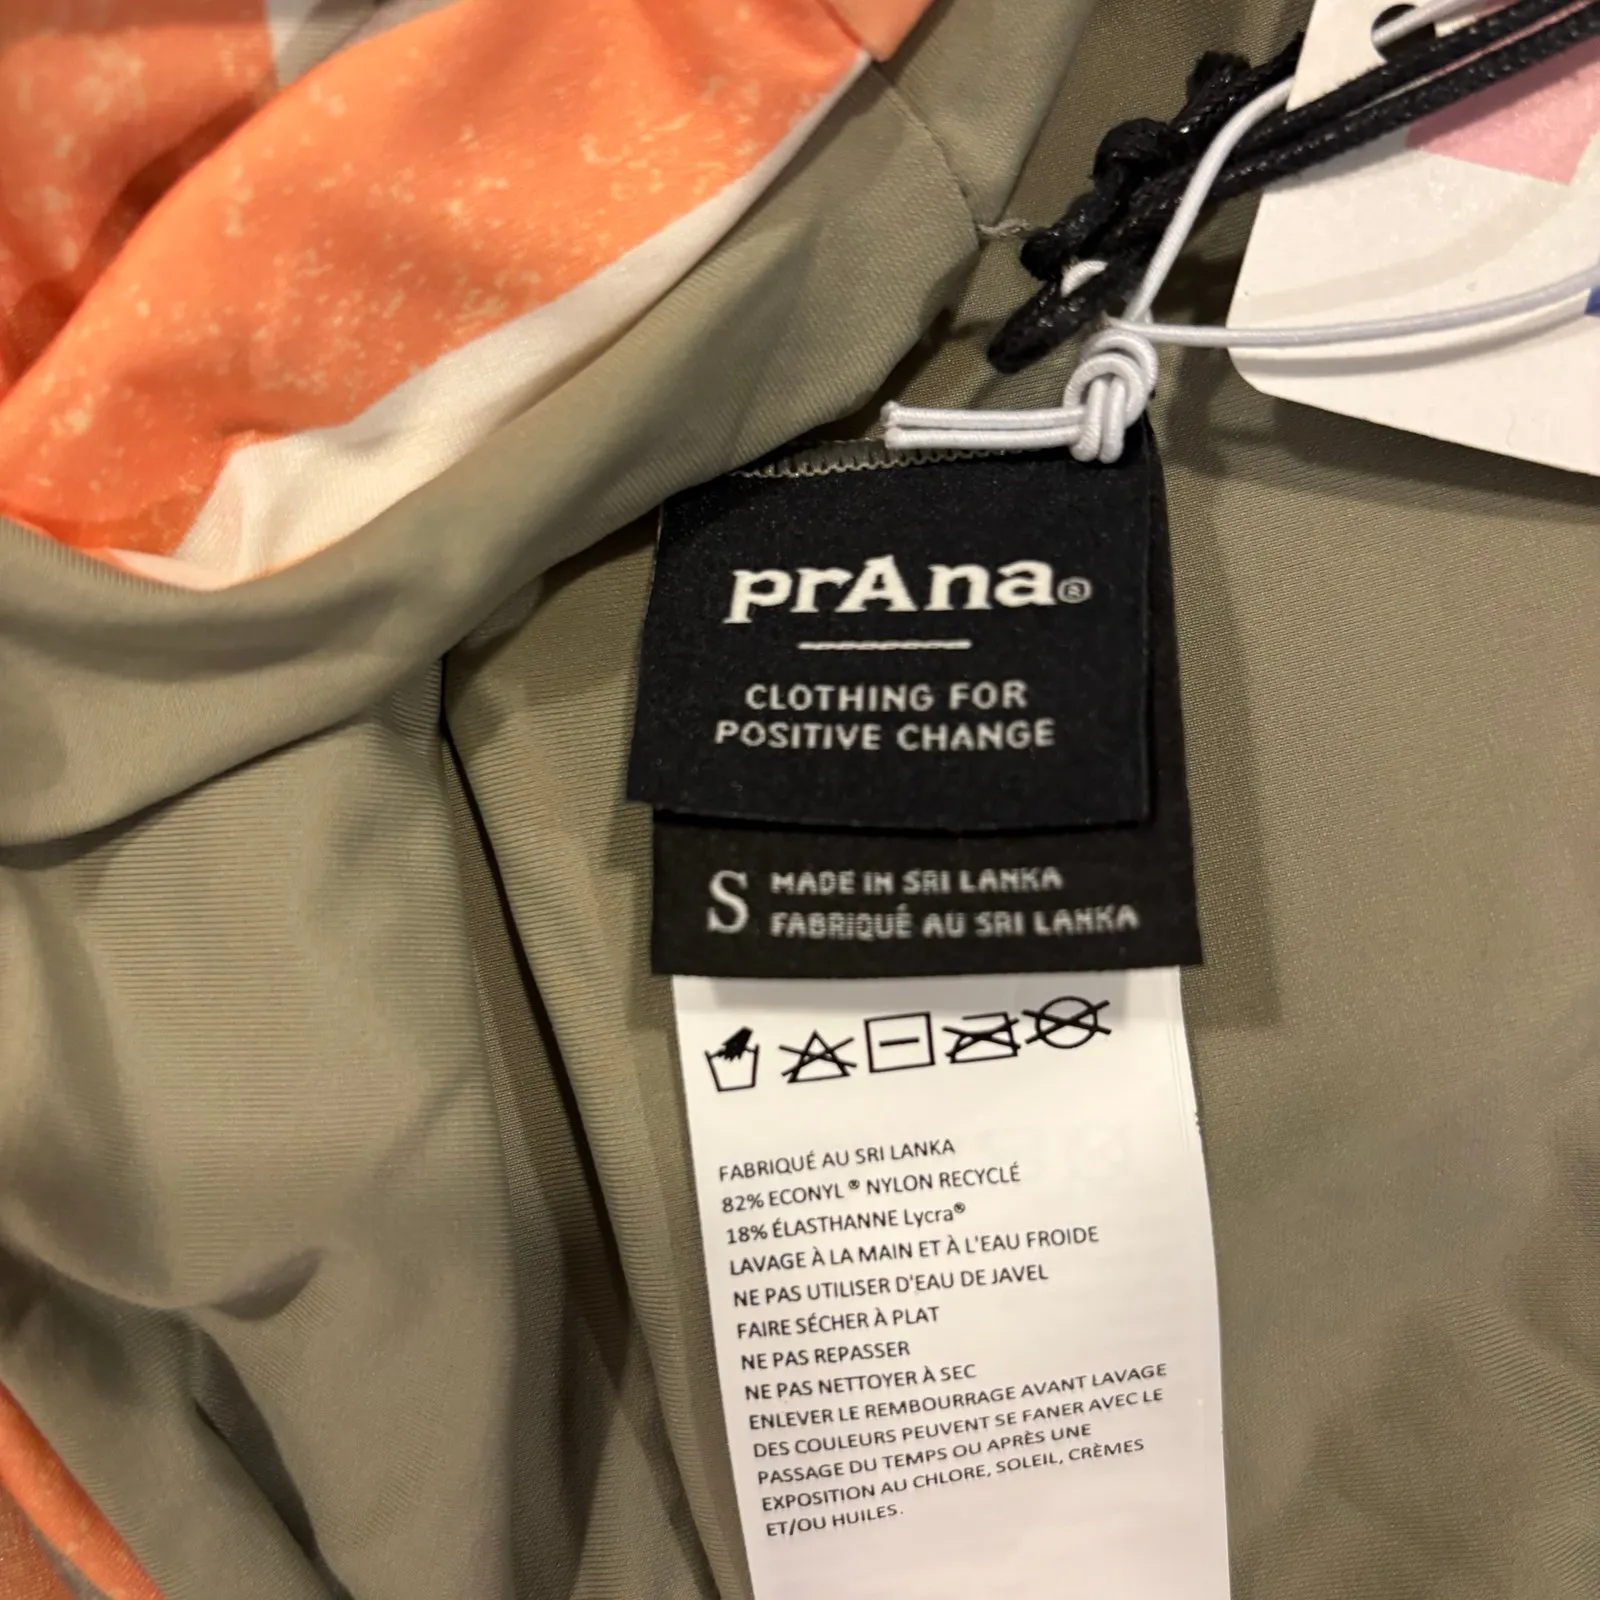 prAna®
CLOTHING FOR
POSITIVE CHANGE
S MADE IN SRI LANKA
FABRIQUÉ AU SRI LANKA
FABRIQUÉ AU SRI LANKA
82% ECONYL® NYLON RECYCLÉ
18% ÉLASTHANNE Lycra®
LAVAGE À LA MAIN ET À L'EAU FROIDE
NE PAS UTILISER D'EAU DE JAVEL
FAIRE SÉCHER À PLAT
NE PAS REPASSER
NE PAS NETTOYER À SEC
ENLEVER LE REMBOURRAGE AVANT LAVAGE
DES COULEURS PEUVENT SE FANER AVEC LE
PASSAGE DU TEMPS OU APRÈS UNE
EXPOSITION AU CHLORE, SOLEIL, CRÈMES
ET/OU HUILES.